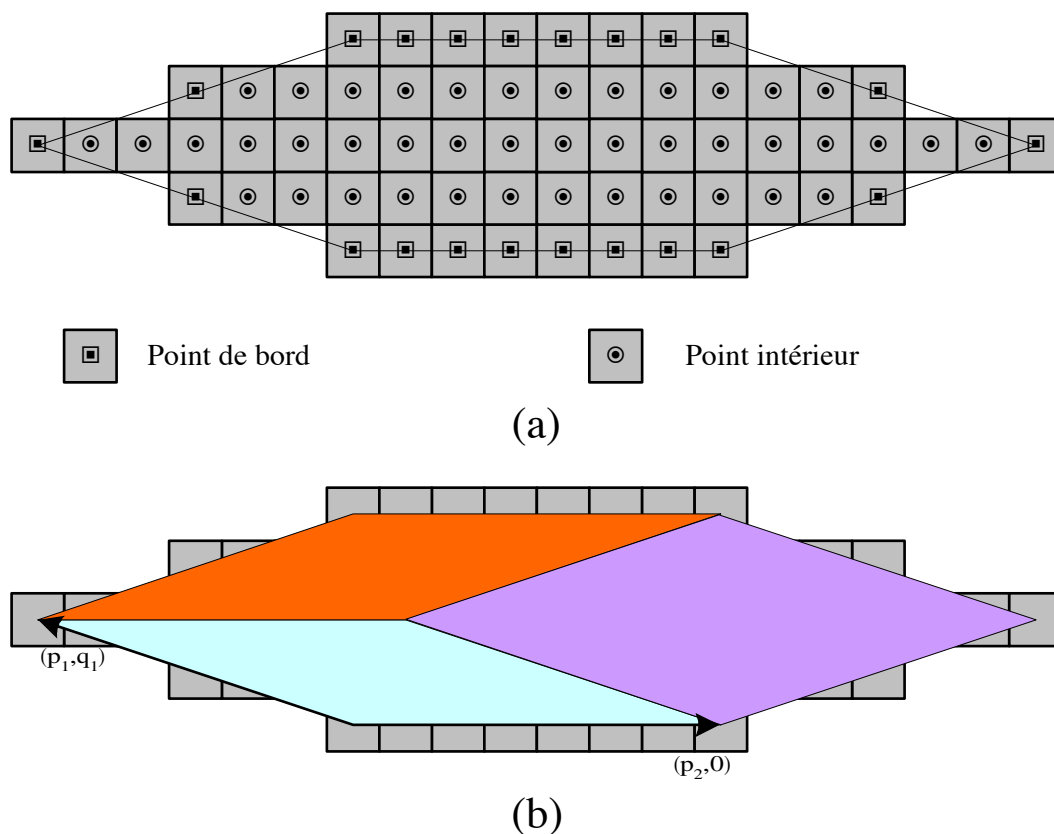 Point de bord
Point intérieur
(a)
(p₁,q₁)
(p₂,0)
(b)